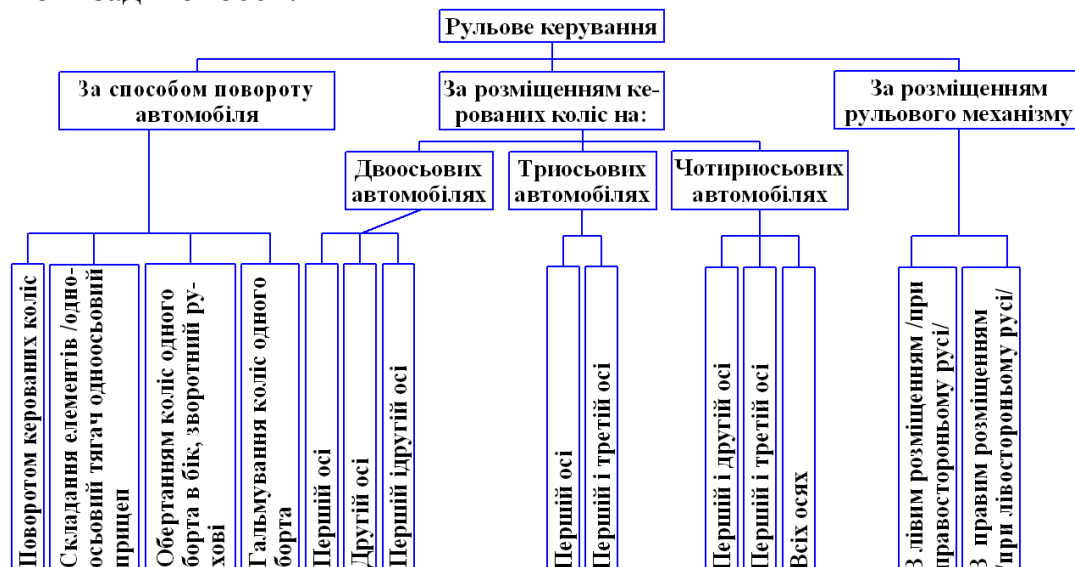 Рульове керування
За способом повороту
автомобіля
За розміщенням ке-
рованих коліс на:
За розміщенням
рульового механізму
Двоосьових
автомобілях
Триосьових
автомобілях
Чотириосьових
автомобілях
Поворотом керованих коліс
Складання елементів /одно-
осьовий тягач одноосьовий
прицеп
Обертанням коліс одного
борта в бік, зворотний ру-
хові
Гальмування коліс одного
борта
Першій осі
Другій осі
Першій ідругій осі
Першій осі
Першій і третій осі
Першій і другій осі
Першій і третій осі
Всіх осях
З лівим розміщенням /при
правостороньому русі/
З правим розміщенням
/при лівостороньому русі/